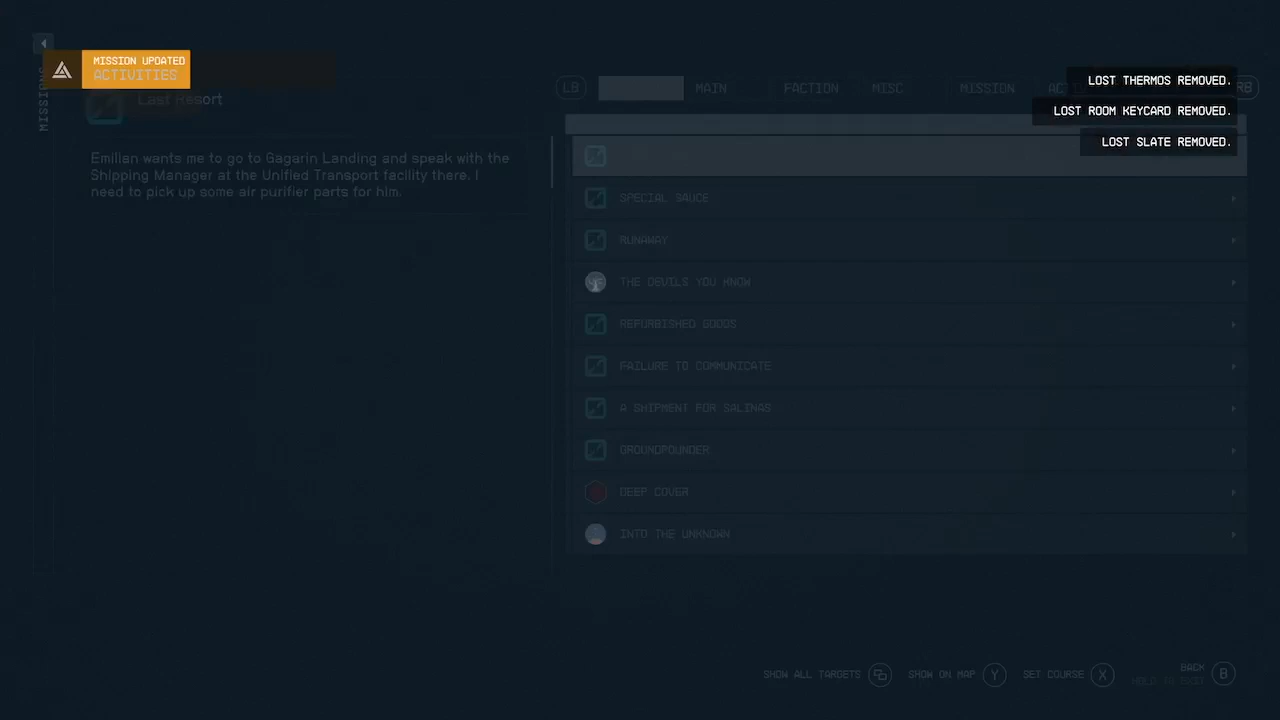 MISSIONS
MISSION UPDATED
ACTIVITIES
Last Resort
Emilian wants me to go to Gagarin Landing and speak with the
Shipping Manager at the Unified Transport facility there. I
need to pick up some air purifier parts for him.
LB
MAIN
FACTION
MISC
MISSION
RB
LOST THERMOS REMOVED.
LOST ROOM KEYCARD REMOVED.
LOST SLATE REMOVED.
SPECIAL SAUCE
RUNAWAY
THE DEVILS YOU KNOW
REFURBISHED GOODS
FAILURE TO COMMUNICATE
A SHIPMENT FOR SALINAS
GROUNDPOUNDER
DEEP COVER
INTO THE UNKNOWN
SHOW ALL TARGETS
SHOW ON MAP Y
SET COURSE X
BACK B
HOLD TO EXIT